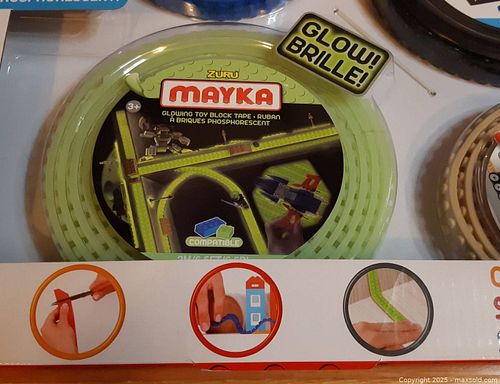 GLOW!
BRILLE!
ZURU
MAYKA
3+
GLOWING TOY BLOCK TAPE • RUBAN
À BRIQUES PHOSPHORESCENT
COMPATIBLE
Copyright 2025 - maxsold.com